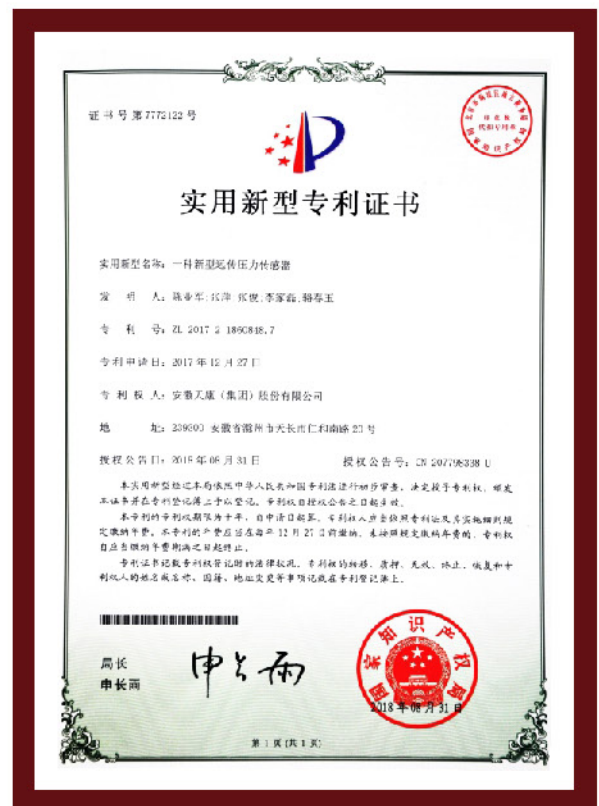 证书号第7772122号
实用新型专利证书
实用新型名称：一种新型远传压力传感器
发 明 人：陈业军;张萍;张俊;李家磊;骆春玉
专 利 号：ZL 2017 2 1860848.7
专利申请日：2017年12月27日
专 利 权 人：安徽天康（集团）股份有限公司
地 址：239300 安徽省滁州市天长市仁和南路20号
授权公告日：2018年08月31日 授权公告号：CN 207798338 U
本实用新型经过本局依照中华人民共和国专利法进行初步审查，决定授予专利权，颁发
本证书并在专利登记簿上予以登记。专利权自授权公告之日起生效。
本专利的专利权期限为十年，自申请日起算。专利权人应当依照专利法及其实施细则规
定缴纳年费。本专利的年费应当在每年12月27日前缴纳。未按照规定缴纳年费的，专利权
自应当缴纳年费期满之日起终止。
专利证书记载专利权登记时的法律状况。专利权的转移、质押、无效、终止、恢复和专
利权人的姓名或名称、国籍、地址变更等事项记载在专利登记簿上。
局长
申长雨
申长雨
国家知识产权局
2018年08月31日
第 1 页 (共 1 页)